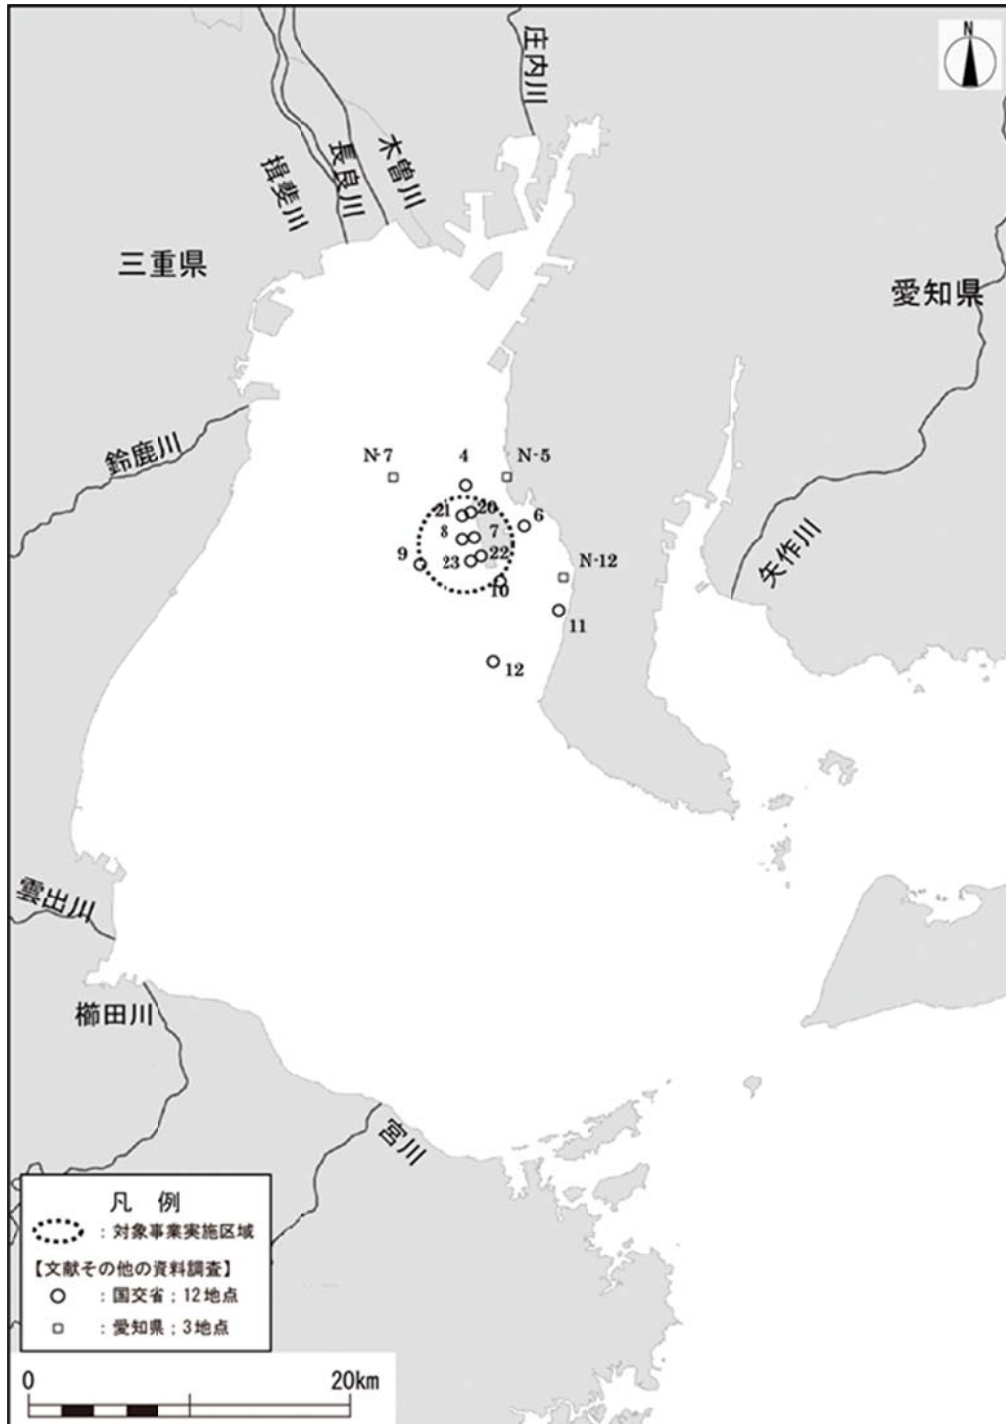 N
庄内川
木曽川
長良川
揖斐川
三重県
愛知県
鈴鹿川
矢作川
N-7
4
N-5
21
20
6
8
7
9
23
22
N-12
10
11
12
雲出川
櫛田川
宮川
凡 例
：対象事業実施区域
【文献その他の資料調査】
：国交省；12地点
：愛知県；3地点
0
20km